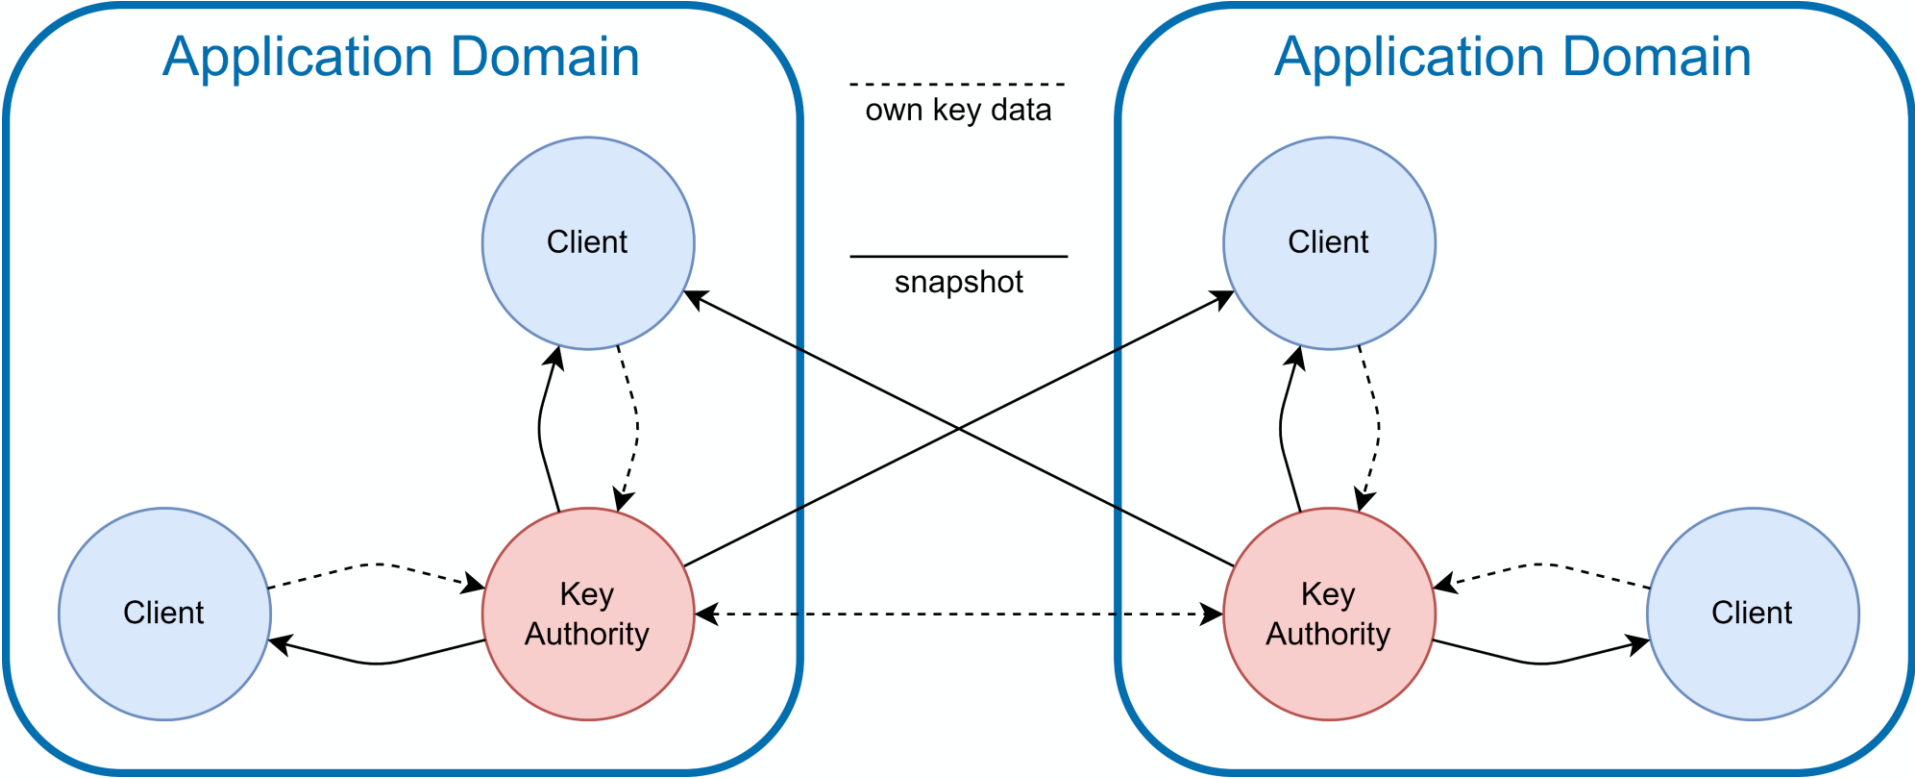 Application Domain
Application Domain
own key data
Client
Client
snapshot
Key
Authority
Key
Authority
Client
Client